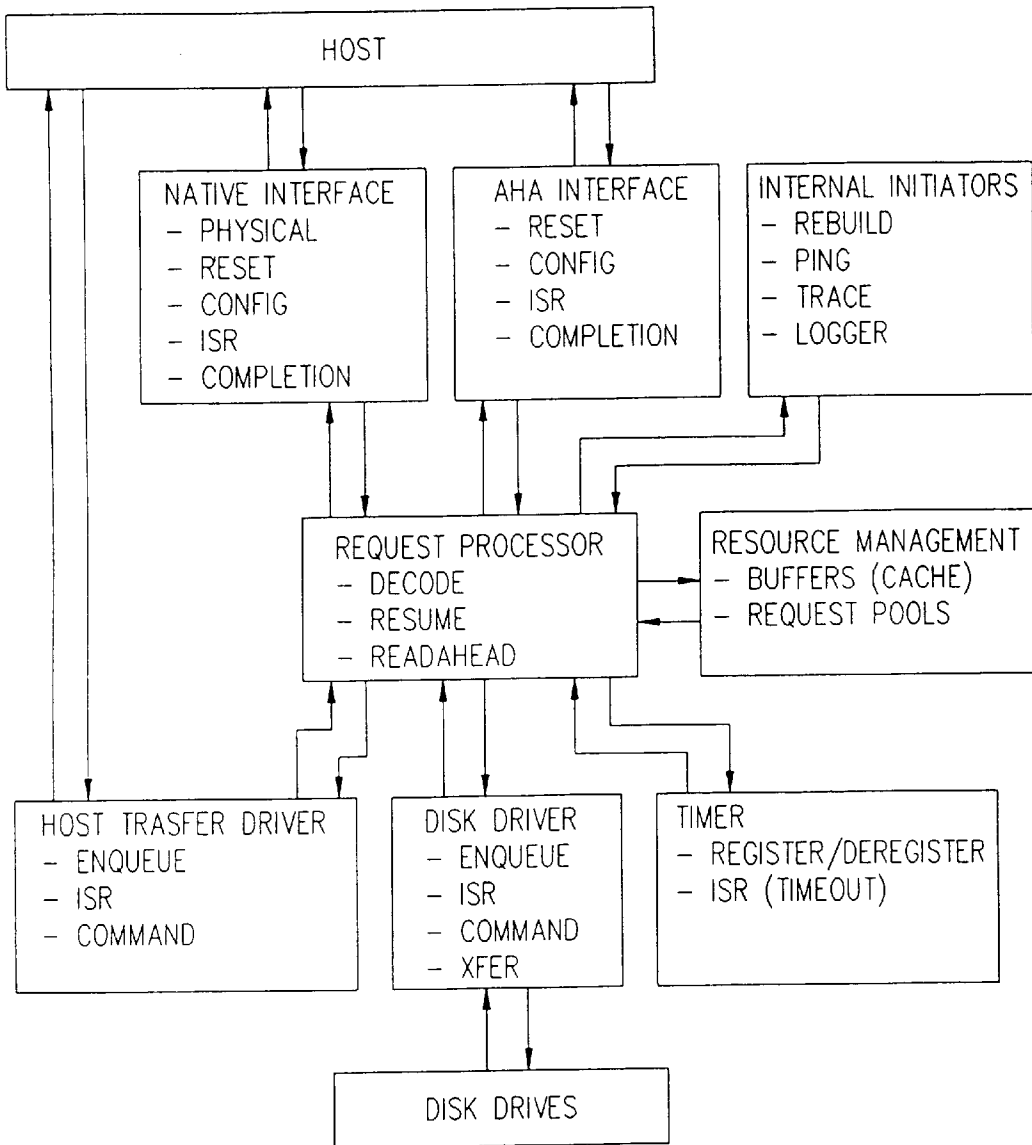 HOST
NATIVE INTERFACE
- PHYSICAL
- RESET
- CONFIG
- ISR
- COMPLETION
AHA INTERFACE
- RESET
- CONFIG
- ISR
- COMPLETION
INTERNAL INITIATORS
- REBUILD
- PING
- TRACE
- LOGGER
REQUEST PROCESSOR
- DECODE
- RESUME
- READAHEAD
RESOURCE MANAGEMENT
- BUFFERS (CACHE)
- REQUEST POOLS
HOST TRASFER DRIVER
- ENQUEUE
- ISR
- COMMAND
DISK DRIVER
- ENQUEUE
- ISR
- COMMAND
- XFER
TIMER
- REGISTER/DEREGISTER
- ISR (TIMEOUT)
DISK DRIVES